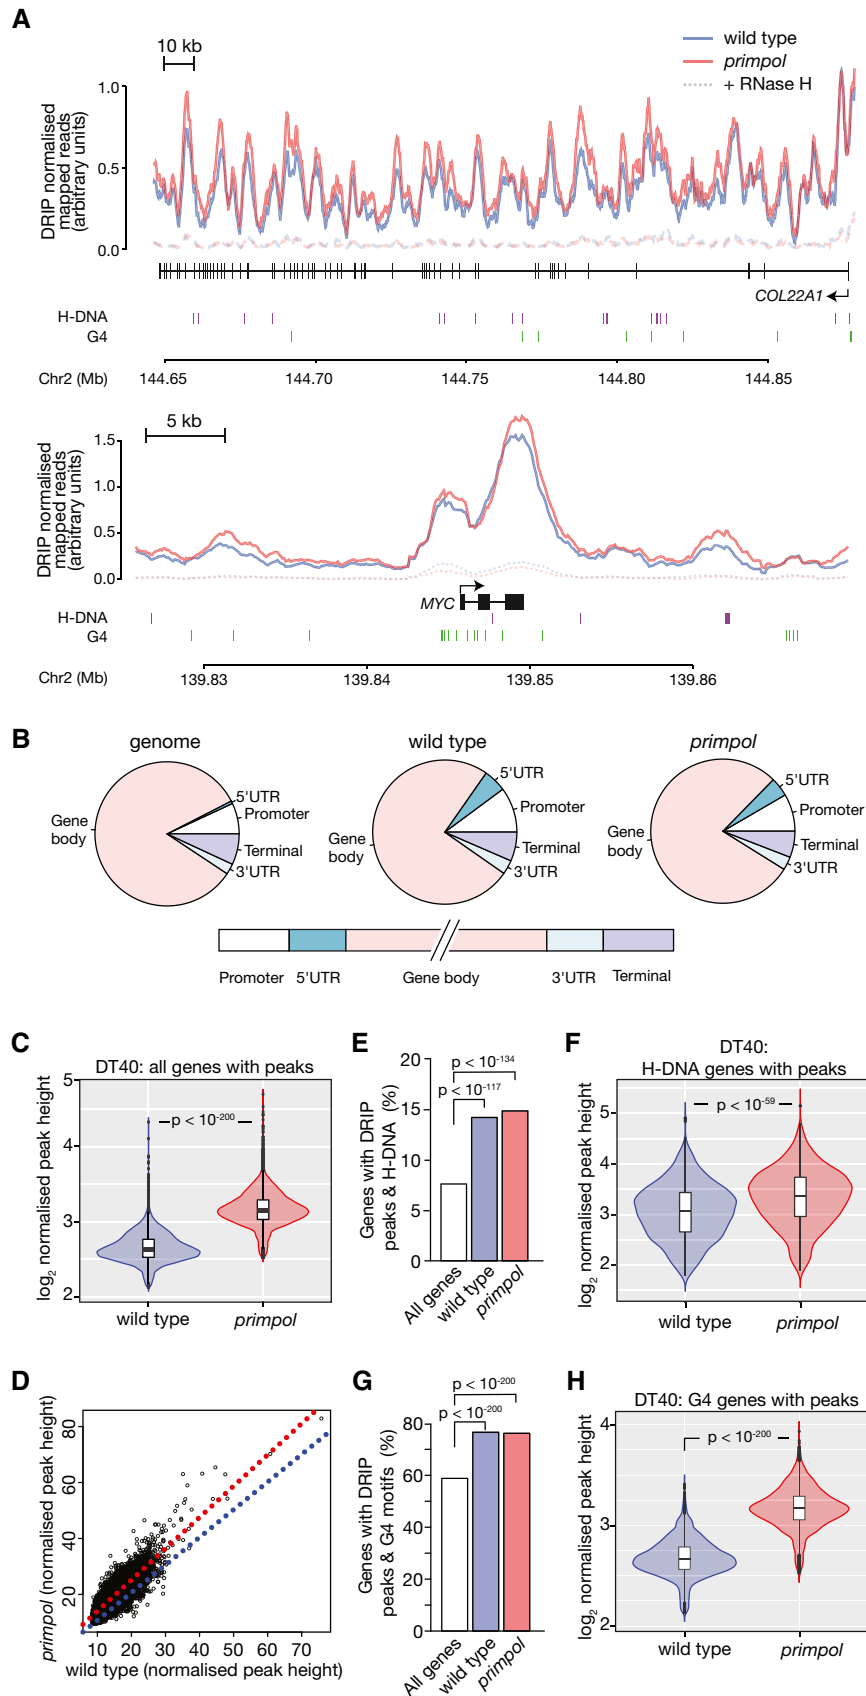 A
10 kb
wild type
primpol
+ RNase H
DRIP normalised
mapped reads
(arbitrary units)
1.0
0.5
0.0
COL22A1
H-DNA
G4
Chr2 (Mb)
144.65
144.70
144.75
144.80
144.85
5 kb
DRIP normalised
mapped reads
(arbitrary units)
1.5
1.0
0.5
0.0
MYC
H-DNA
G4
Chr2 (Mb)
139.83
139.84
139.85
139.86
B
genome
5'UTR
Promoter
Gene
body
Terminal
3'UTR
wild type
5'UTR
Promoter
Gene
body
Terminal
3'UTR
primpol
5'UTR
Promoter
Gene
body
Terminal
3'UTR
Promoter
5'UTR
Gene body
3'UTR
Terminal
C
DT40: all genes with peaks
log2 normalised peak height
5
4
3
2
p < 10-200
wild type
primpol
E
Genes with DRIP
peaks & H-DNA (%)
20
15
10
5
0
p < 10-134
p < 10-117
All genes
wild type
primpol
F
DT40:
H-DNA genes with peaks
log2 normalised peak height
5
4
3
2
p < 10-59
wild type
primpol
D
primpol (normalised peak height)
80
60
40
20
10
20
30
40
50
60
70
wild type (normalised peak height)
G
Genes with DRIP
peaks & G4 motifs (%)
80
60
40
20
0
p < 10-200
p < 10-200
All genes
wild type
primpol
H
DT40: G4 genes with peaks
log2 normalised peak height
4
3
2
p < 10-200
wild type
primpol